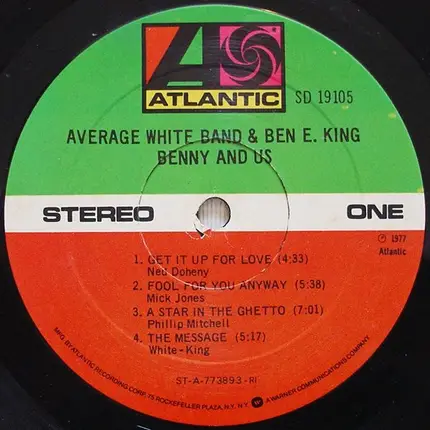 ATLANTIC SD 19105
AVERAGE WHITE BAND & BEN E. KING
BENNY AND US
STEREO ONE
℗ 1977
Atlantic
1. GET IT UP FOR LOVE (4:33)
Ned Doheny
2. FOOL FOR YOU ANYWAY (5:38)
Mick Jones
3. A STAR IN THE GHETTO (7:01)
Phillip Mitchell
4. THE MESSAGE (5:17)
White-King
ST-A-773893-RI
MFG. BY ATLANTIC RECORDING CORP., 75 ROCKEFELLER PLAZA, N.Y. N.Y. W A WARNER COMMUNICATIONS COMPANY